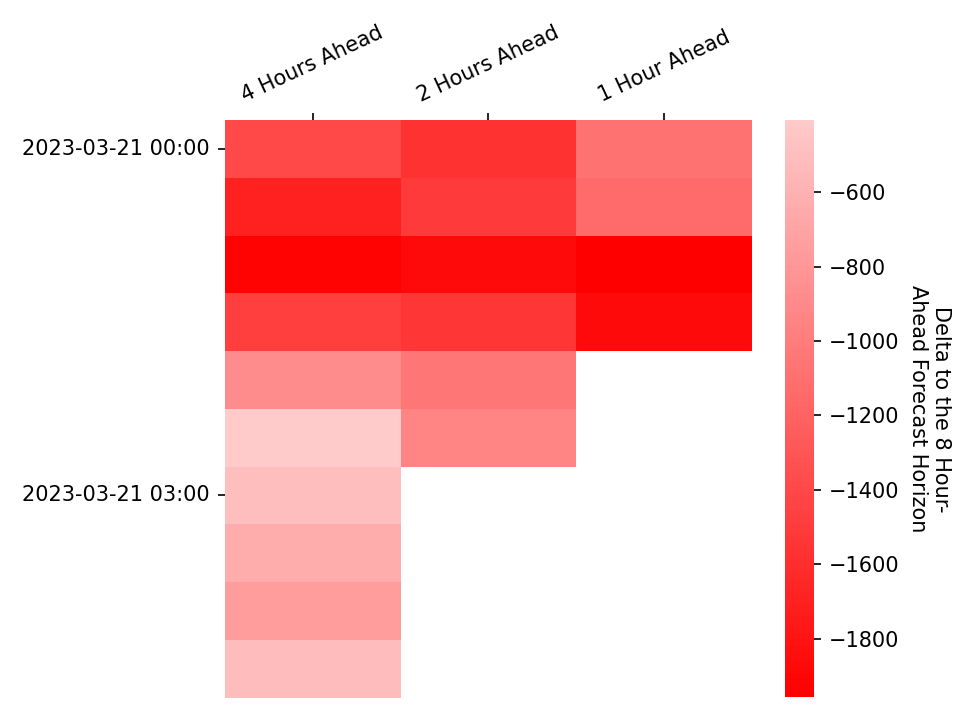 4 Hours Ahead
2 Hours Ahead
1 Hour Ahead
2023-03-21 00:00
2023-03-21 03:00
−600
−800
−1000
−1200
−1400
−1600
−1800
Delta to the 8 Hour-
Ahead Forecast Horizon